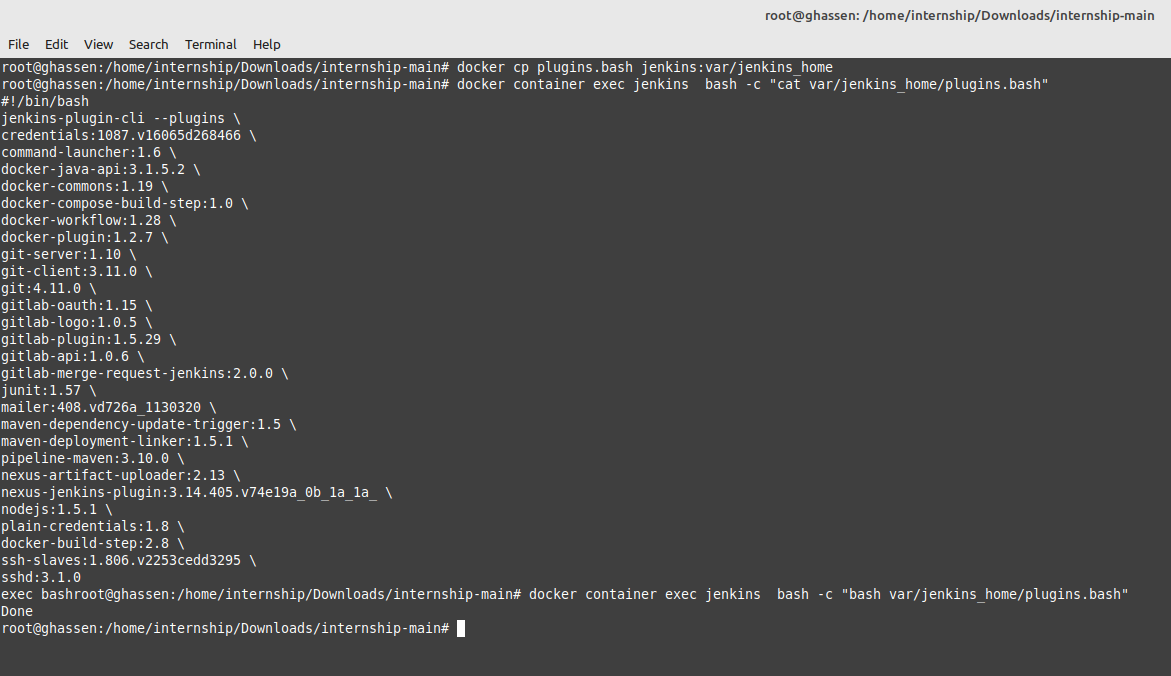 root@ghassen: /home/internship/Downloads/internship-main
File Edit View Search Terminal Help
root@ghassen:/home/internship/Downloads/internship-main# docker cp plugins.bash jenkins:var/jenkins_home
root@ghassen:/home/internship/Downloads/internship-main# docker container exec jenkins  bash -c "cat var/jenkins_home/plugins.bash"
#!/bin/bash
jenkins-plugin-cli --plugins \
credentials:1087.v16065d268466 \
command-launcher:1.6 \
docker-java-api:3.1.5.2 \
docker-commons:1.19 \
docker-compose-build-step:1.0 \
docker-workflow:1.28 \
docker-plugin:1.2.7 \
git-server:1.10 \
git-client:3.11.0 \
git:4.11.0 \
gitlab-oauth:1.15 \
gitlab-logo:1.0.5 \
gitlab-plugin:1.5.29 \
gitlab-api:1.0.6 \
gitlab-merge-request-jenkins:2.0.0 \
junit:1.57 \
mailer:408.vd726a_1130320 \
maven-dependency-update-trigger:1.5 \
maven-deployment-linker:1.5.1 \
pipeline-maven:3.10.0 \
nexus-artifact-uploader:2.13 \
nexus-jenkins-plugin:3.14.405.v74e19a_0b_1a_1a_ \
nodejs:1.5.1 \
plain-credentials:1.8 \
docker-build-step:2.8 \
ssh-slaves:1.806.v2253cedd3295 \
sshd:3.1.0
exec bashroot@ghassen:/home/internship/Downloads/internship-main# docker container exec jenkins  bash -c "bash var/jenkins_home/plugins.bash"
Done
root@ghassen:/home/internship/Downloads/internship-main#